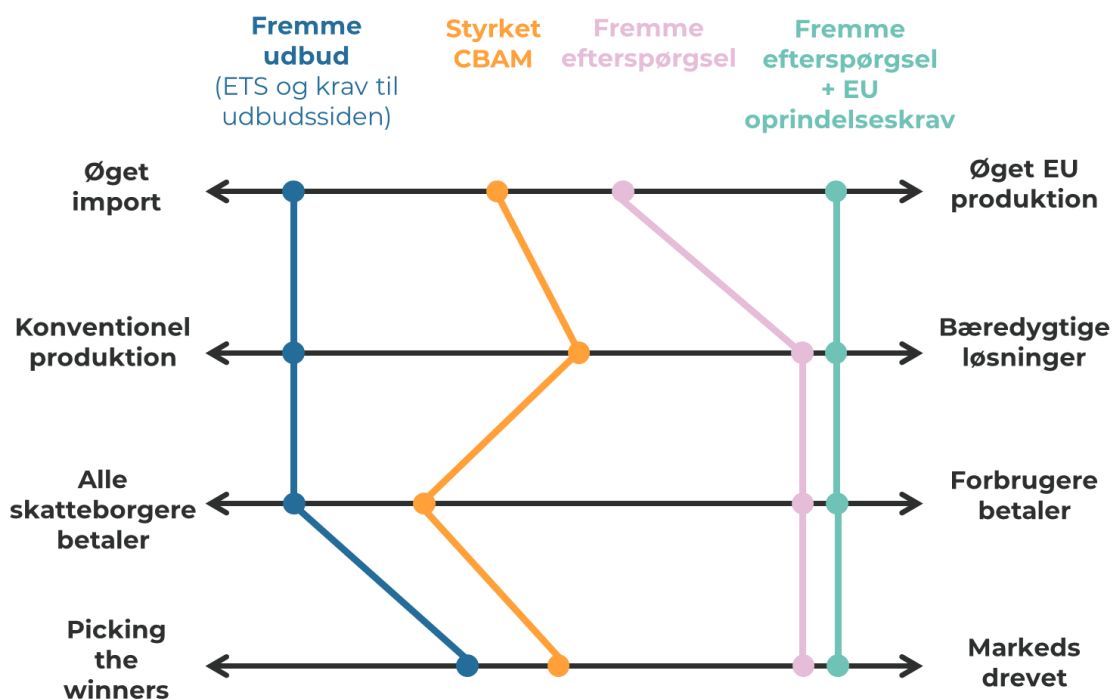 Fremme
udbud
(ETS og krav til
udbudssiden)
Styrket
CBAM
Fremme
efterspørgsel
Fremme
efterspørgsel
+ EU
oprindelseskrav
Øget
import
Øget EU
produktion
Konventionel
produktion
Bæredygtige
løsninger
Alle
skatteborgere
betaler
Forbrugere
betaler
Picking
the
winners
Markeds
drevet